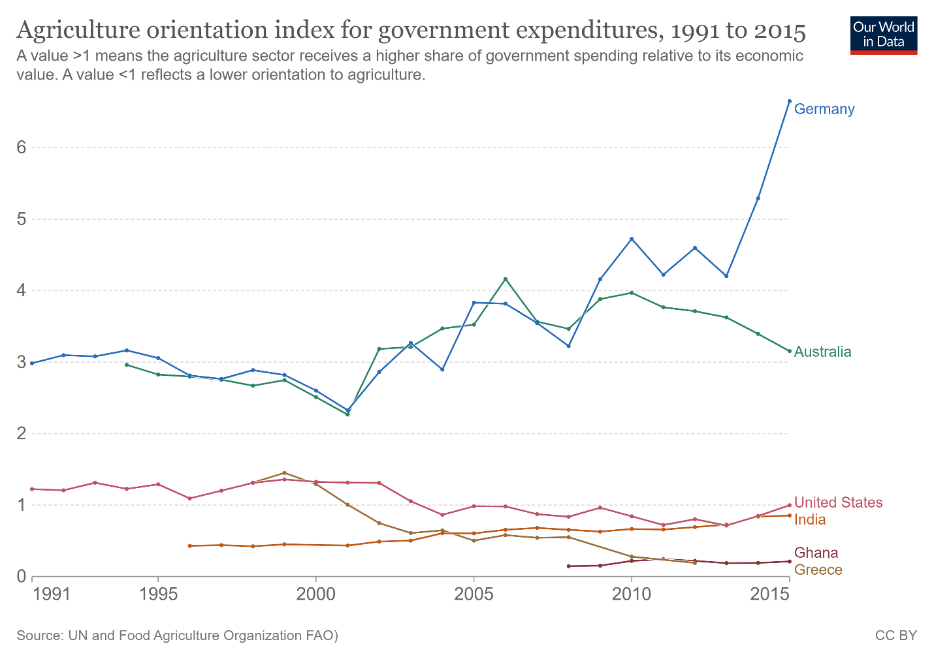 Agriculture orientation index for government expenditures, 1991 to 2015
Our World
in Data
A value >1 means the agriculture sector receives a higher share of government spending relative to its economic
value. A value <1 reflects a lower orientation to agriculture.
Germany
6
5
4
Australia
3
2
1
United States
India
Ghana
Greece
0
1991 1995 2000 2005 2010 2015
Source: UN and Food Agriculture Organization FAO)
CC BY